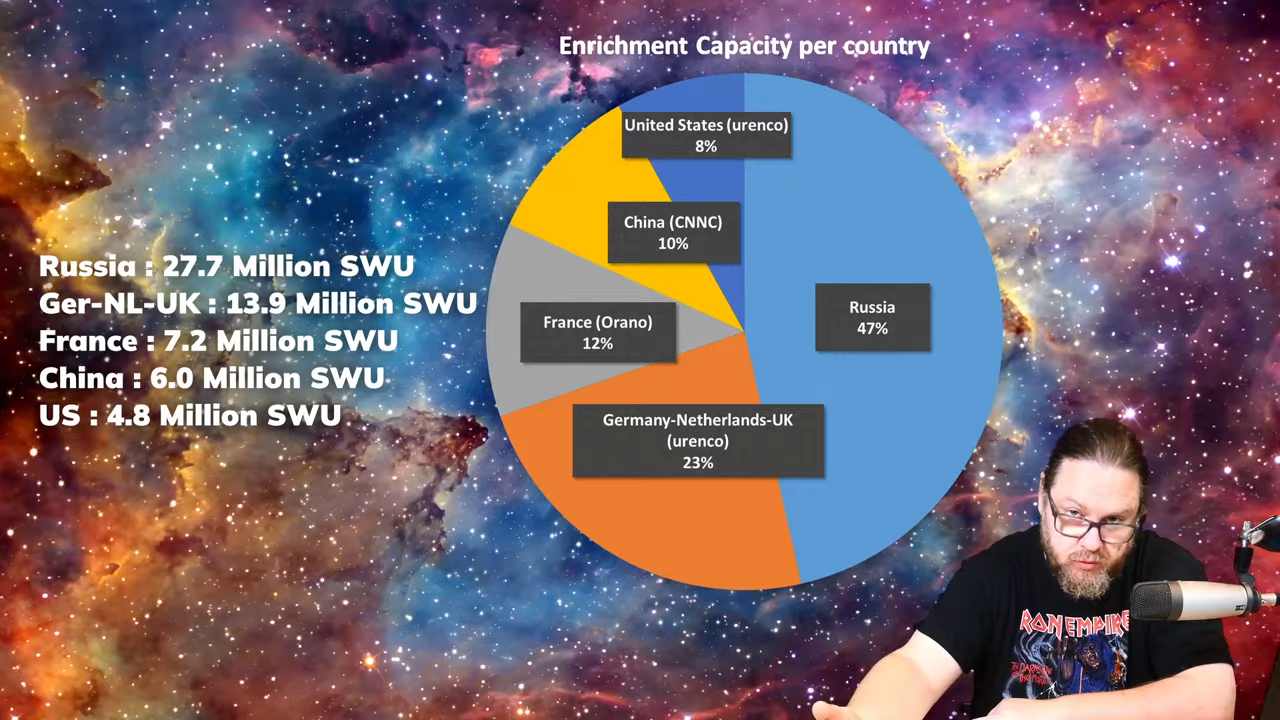 Enrichment Capacity per country
United States (urenco)
8%
China (CNNC)
10%
Russia
47%
France (Orano)
12%
Germany-Netherlands-UK
(urenco)
23%
Russia : 27.7 Million SWU
Ger-NL-UK : 13.9 Million SWU
France : 7.2 Million SWU
China : 6.0 Million SWU
US : 4.8 Million SWU
RON EMPIRE